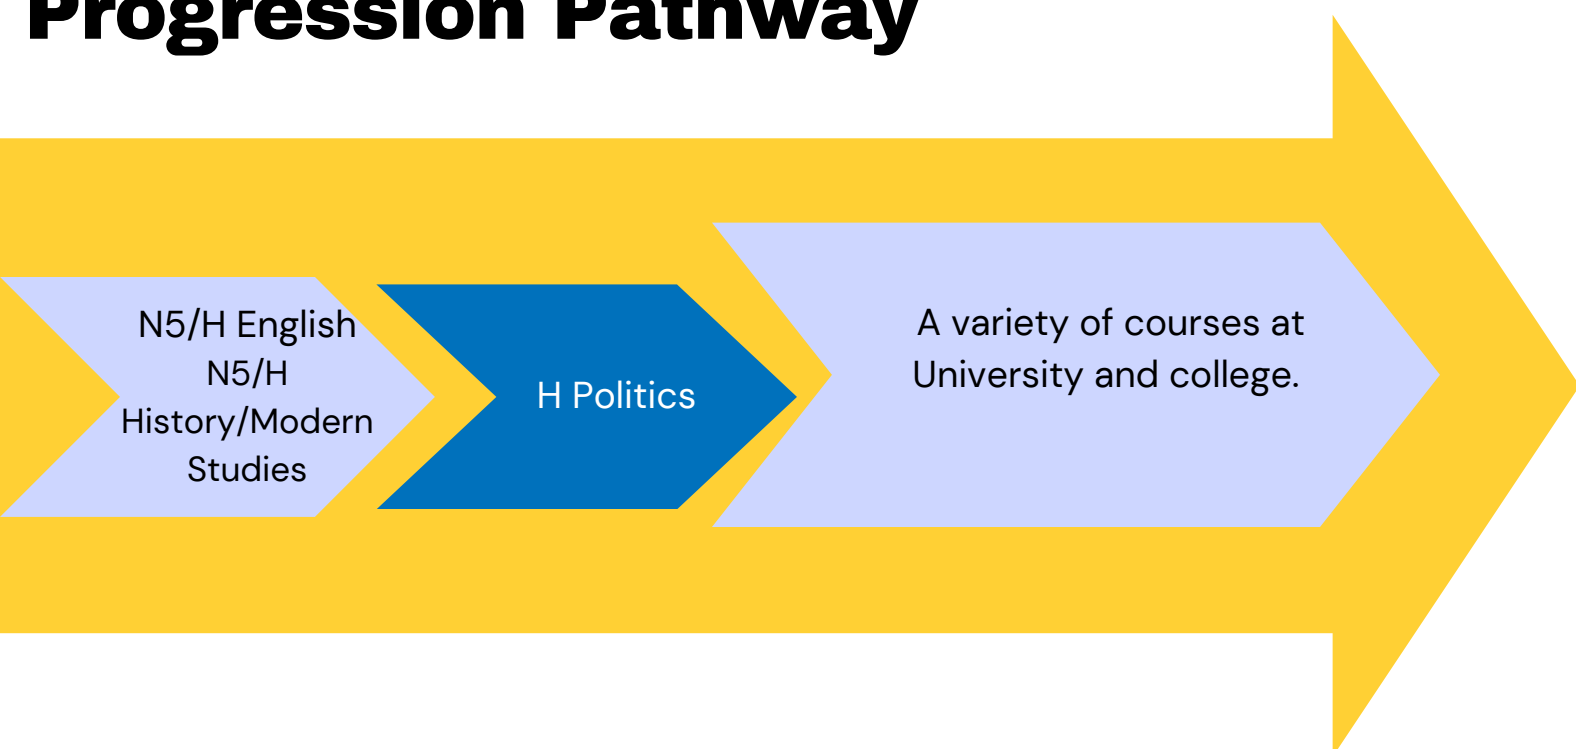 Progression Pathway
N5/H English
N5/H
History/Modern
Studies
H Politics
A variety of courses at
University and college.